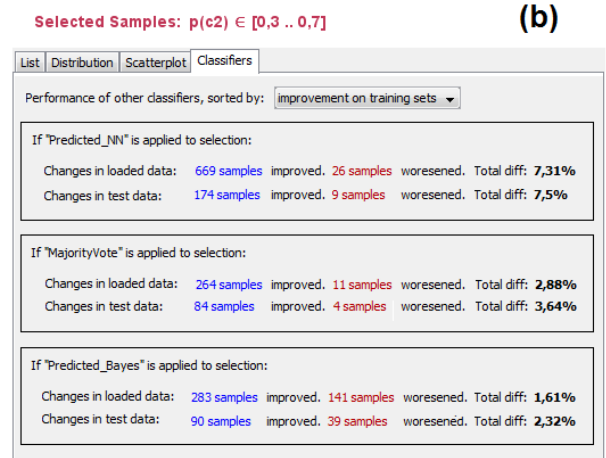 Selected Samples: p(c2) ∈ [0,3 .. 0,7]
(b)
List Distribution Scatterplot Classifiers
Performance of other classifiers, sorted by: improvement on training sets
If "Predicted_NN" is applied to selection:
Changes in loaded data: 669 samples improved. 26 samples woresened. Total diff: 7,31%
Changes in test data: 174 samples improved. 9 samples woresened. Total diff: 7,5%
If "MajorityVote" is applied to selection:
Changes in loaded data: 264 samples improved. 11 samples woresened. Total diff: 2,88%
Changes in test data: 84 samples improved. 4 samples woresened. Total diff: 3,64%
If "Predicted_Bayes" is applied to selection:
Changes in loaded data: 283 samples improved. 141 samples woresened. Total diff: 1,61%
Changes in test data: 90 samples improved. 39 samples woresened. Total diff: 2,32%